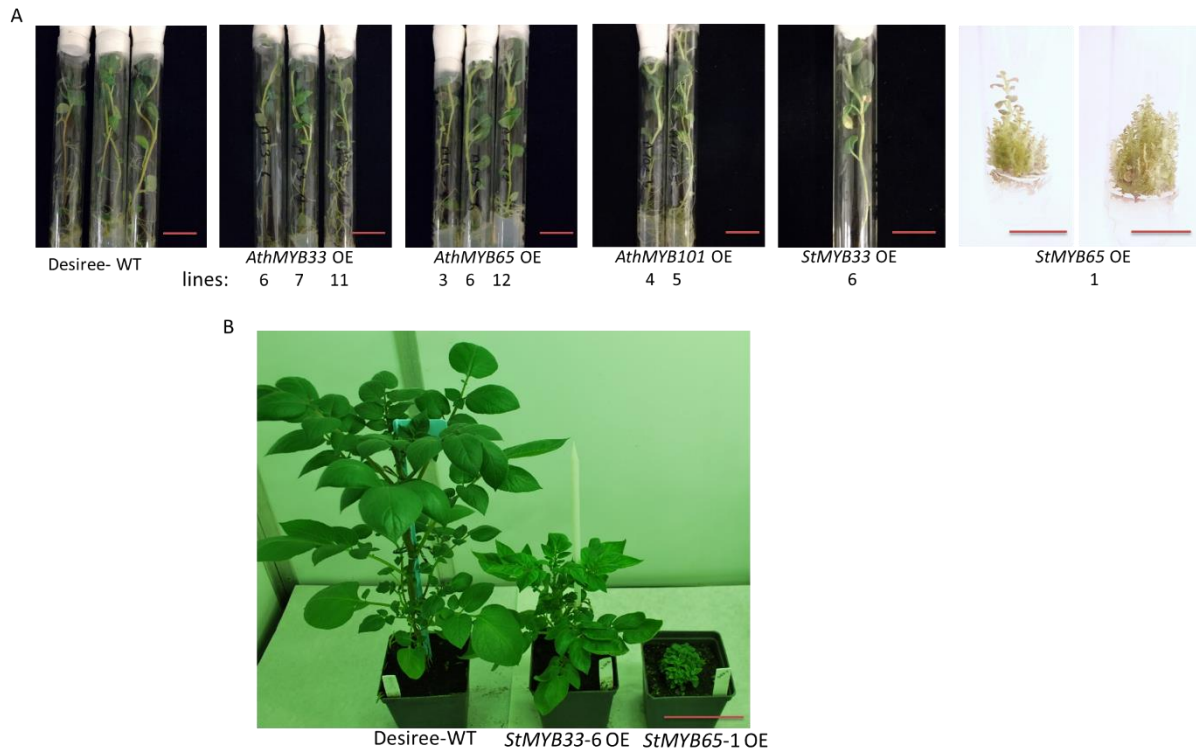 A
Desiree- WT
AthMYB33 OE
AthMYB65 OE
AthMYB101 OE
StMYB33 OE
StMYB65 OE
lines:
6 7 11
3 6 12
4 5
6
1
B
Desiree-WT
StMYB33-6 OE
StMYB65-1 OE